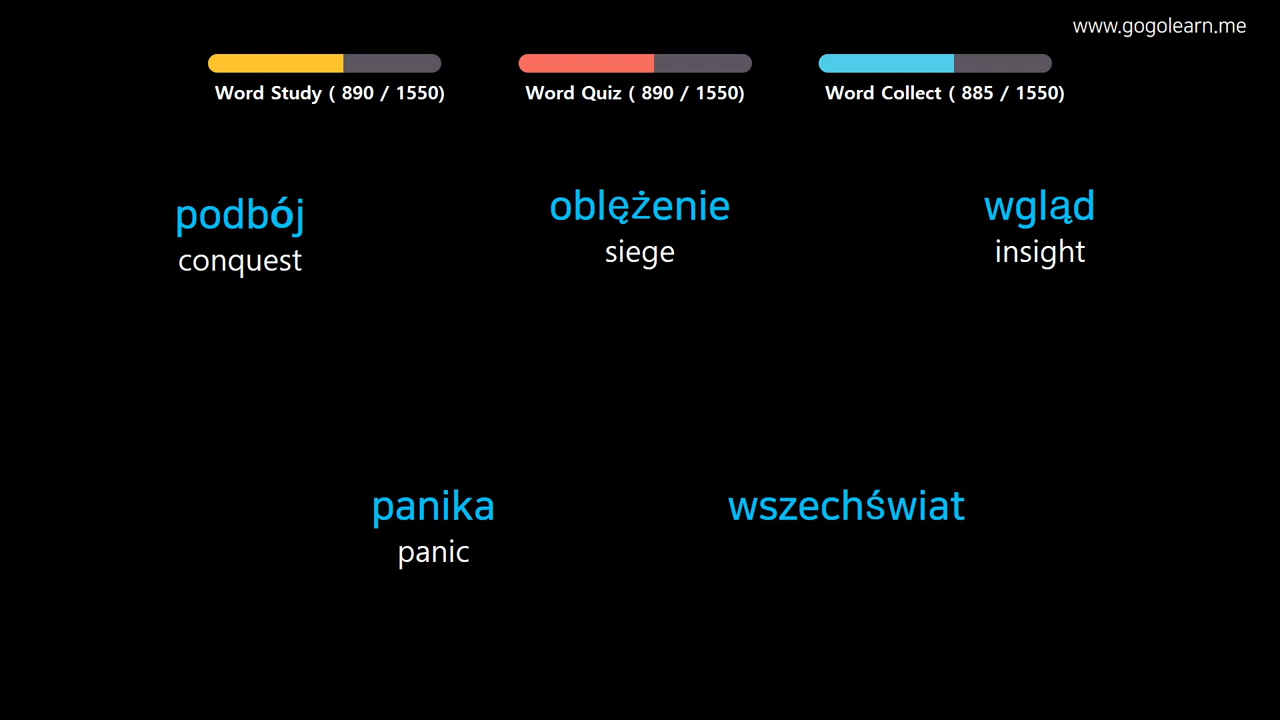 www.gogolearn.me
Word Study ( 890 / 1550)
Word Quiz ( 890 / 1550)
Word Collect ( 885 / 1550)
podbój
conquest
oblężenie
siege
wgląd
insight
panika
panic
wszechświat